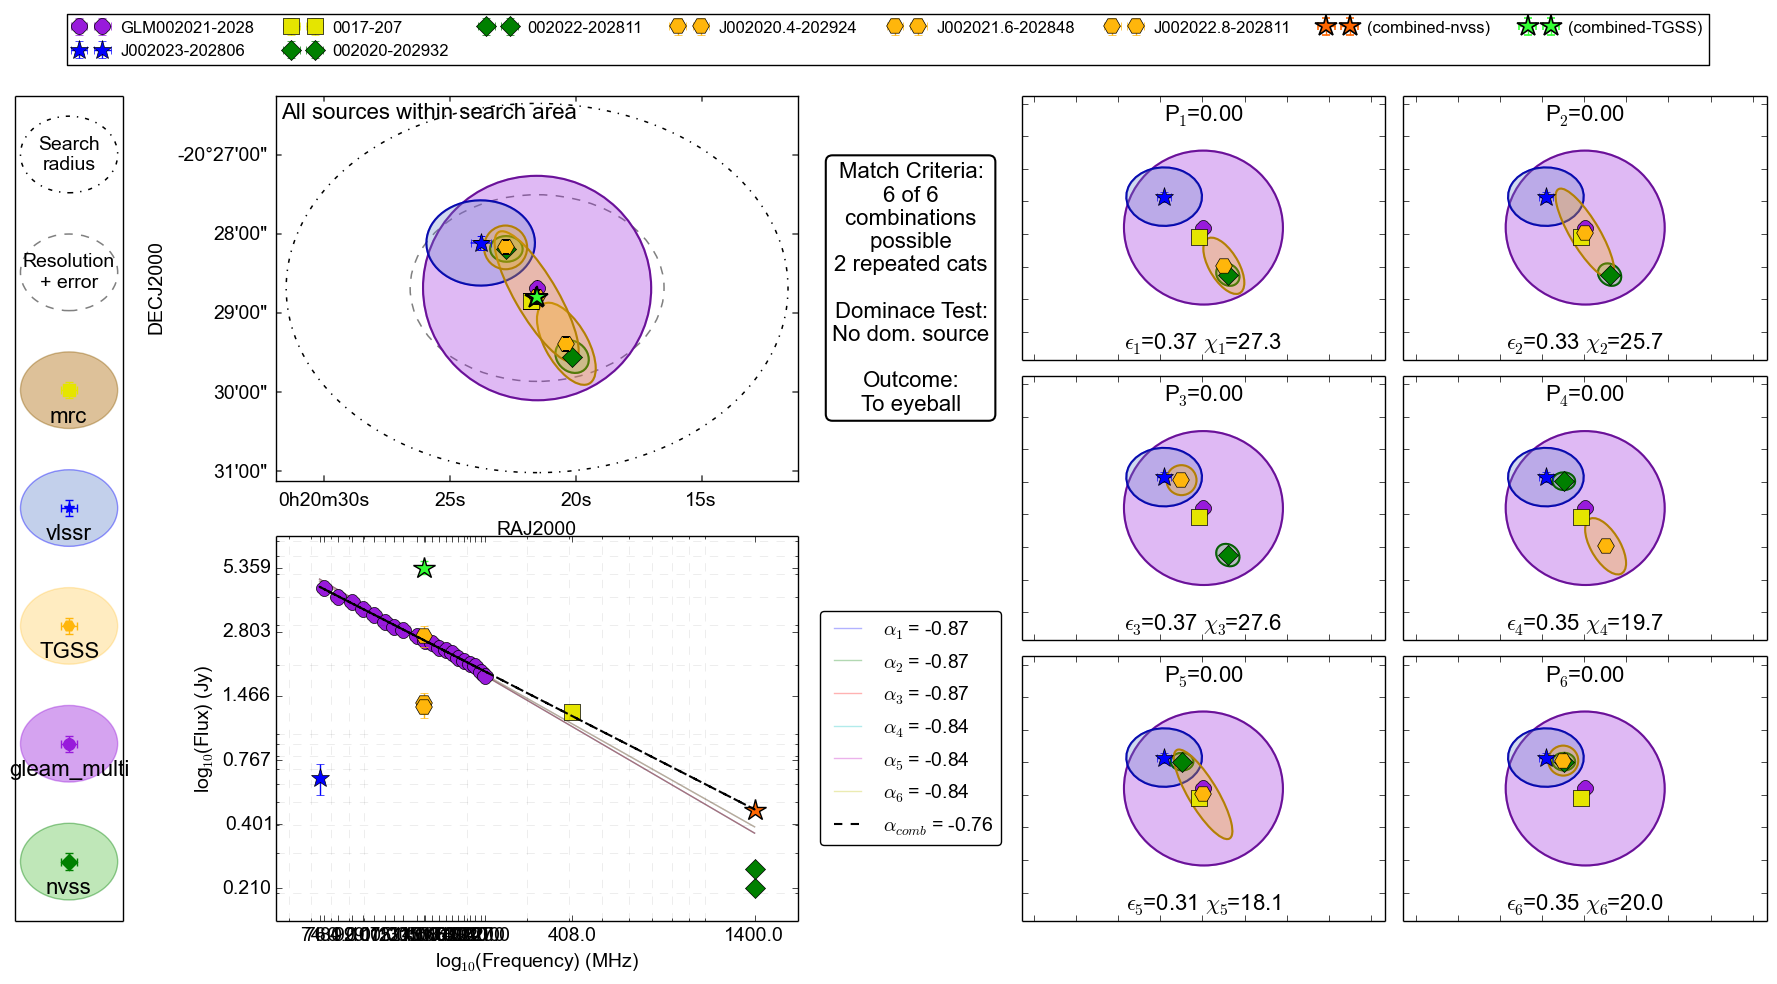 GLM002021-2028
0017-207
002022-202811
J002020.4-202924
J002021.6-202848
J002022.8-202811
(combined-nvss)
(combined-TGSS)
J002023-202806
002020-202932
Search
radius
Resolution
+ error
mrc
vlssr
TGSS
gleam_multi
nvss
All sources within search area
DECJ2000
-20°27'00"
28'00"
29'00"
30'00"
31'00"
0h20m30s
25s
20s
15s
RAJ2000
Match Criteria:
6 of 6
combinations
possible
2 repeated cats
Dominace Test:
No dom. source
Outcome:
To eyeball
log10(Flux) (Jy)
5.359
2.803
1.466
0.767
0.401
0.210
408.0
1400.0
log10(Frequency) (MHz)
α1 = -0.87
α2 = -0.87
α3 = -0.87
α4 = -0.84
α5 = -0.84
α6 = -0.84
αcomb = -0.76
P1=0.00
ϵ1=0.37 χ1=27.3
P2=0.00
ϵ2=0.33 χ2=25.7
P3=0.00
ϵ3=0.37 χ3=27.6
P4=0.00
ϵ4=0.35 χ4=19.7
P5=0.00
ϵ5=0.31 χ5=18.1
P6=0.00
ϵ6=0.35 χ6=20.0